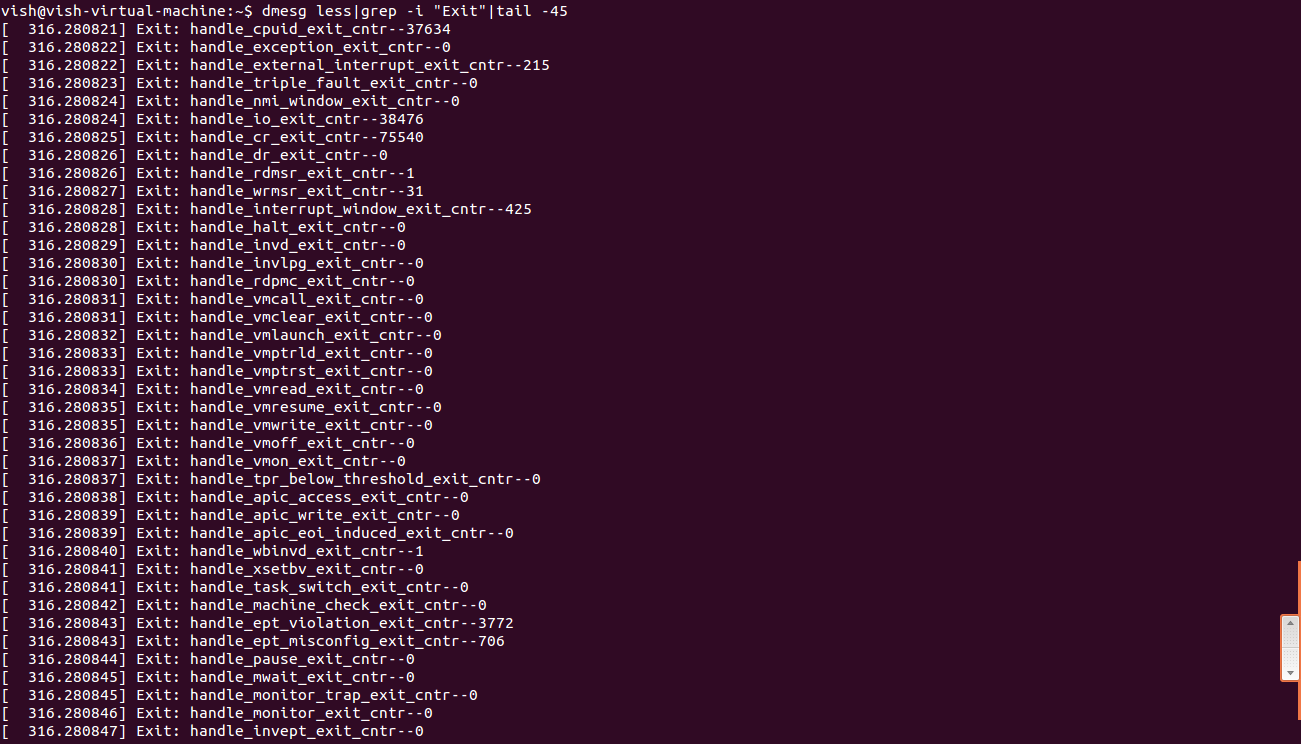 vish@vish-virtual-machine:~$ dmesg less|grep -i "Exit"|tail -45
[  316.280821] Exit: handle_cpuid_exit_cntr--37634
[  316.280822] Exit: handle_exception_exit_cntr--0
[  316.280822] Exit: handle_external_interrupt_exit_cntr--215
[  316.280823] Exit: handle_triple_fault_exit_cntr--0
[  316.280824] Exit: handle_nmi_window_exit_cntr--0
[  316.280824] Exit: handle_io_exit_cntr--38476
[  316.280825] Exit: handle_cr_exit_cntr--75540
[  316.280826] Exit: handle_dr_exit_cntr--0
[  316.280826] Exit: handle_rdmsr_exit_cntr--1
[  316.280827] Exit: handle_wrmsr_exit_cntr--31
[  316.280828] Exit: handle_interrupt_window_exit_cntr--425
[  316.280828] Exit: handle_halt_exit_cntr--0
[  316.280829] Exit: handle_invd_exit_cntr--0
[  316.280830] Exit: handle_invlpg_exit_cntr--0
[  316.280830] Exit: handle_rdpmc_exit_cntr--0
[  316.280831] Exit: handle_vmcall_exit_cntr--0
[  316.280831] Exit: handle_vmclear_exit_cntr--0
[  316.280832] Exit: handle_vmlaunch_exit_cntr--0
[  316.280833] Exit: handle_vmptrld_exit_cntr--0
[  316.280833] Exit: handle_vmptrst_exit_cntr--0
[  316.280834] Exit: handle_vmread_exit_cntr--0
[  316.280835] Exit: handle_vmresume_exit_cntr--0
[  316.280835] Exit: handle_vmwrite_exit_cntr--0
[  316.280836] Exit: handle_vmoff_exit_cntr--0
[  316.280837] Exit: handle_vmon_exit_cntr--0
[  316.280837] Exit: handle_tpr_below_threshold_exit_cntr--0
[  316.280838] Exit: handle_apic_access_exit_cntr--0
[  316.280839] Exit: handle_apic_write_exit_cntr--0
[  316.280839] Exit: handle_apic_eoi_induced_exit_cntr--0
[  316.280840] Exit: handle_wbinvd_exit_cntr--1
[  316.280841] Exit: handle_xsetbv_exit_cntr--0
[  316.280841] Exit: handle_task_switch_exit_cntr--0
[  316.280842] Exit: handle_machine_check_exit_cntr--0
[  316.280843] Exit: handle_ept_violation_exit_cntr--3772
[  316.280843] Exit: handle_ept_misconfig_exit_cntr--706
[  316.280844] Exit: handle_pause_exit_cntr--0
[  316.280845] Exit: handle_mwait_exit_cntr--0
[  316.280845] Exit: handle_monitor_trap_exit_cntr--0
[  316.280846] Exit: handle_monitor_exit_cntr--0
[  316.280847] Exit: handle_invept_exit_cntr--0